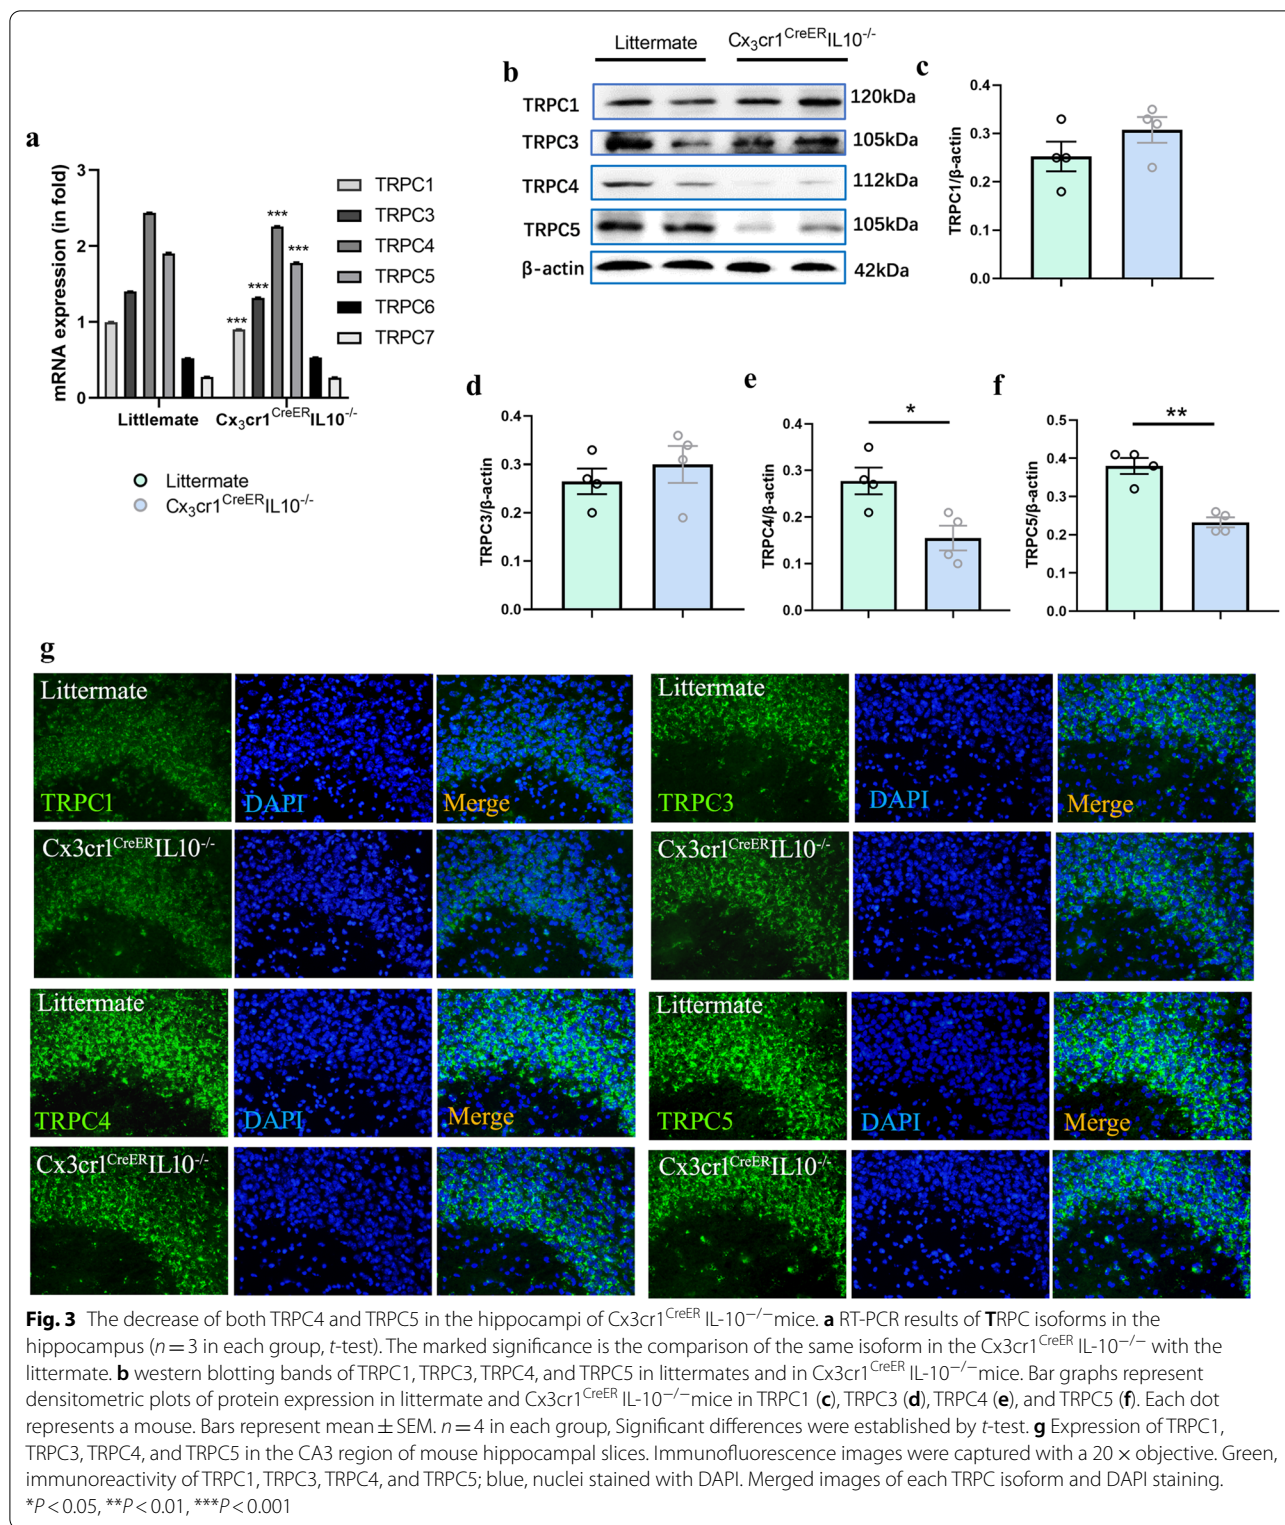 a
mRNA expression (in fold)
3
2
1
0
***
***
***
***
Littlemate
Cx3cr1CreERIL10-/-
TRPC1
TRPC3
TRPC4
TRPC5
TRPC6
TRPC7
Littermate
Cx3cr1CreERIL10-/-
b
Littermate
Cx3cr1CreERIL10-/-
TRPC1
120kDa
TRPC3
105kDa
TRPC4
112kDa
TRPC5
105kDa
β-actin
42kDa
c
TRPC1/β-actin
0.4
0.3
0.2
0.1
0.0
d
TRPC3/β-actin
0.4
0.3
0.2
0.1
0.0
e
TRPC4/β-actin
0.4
0.3
0.2
0.1
0.0
*
f
TRPC5/β-actin
0.5
0.4
0.3
0.2
0.1
0.0
**
g
Littermate
TRPC1
DAPI
Merge
Cx3cr1CreERIL10-/-
Littermate
TRPC3
DAPI
Merge
Cx3cr1CreERIL10-/-
Littermate
TRPC4
DAPI
Merge
Cx3cr1CreERIL10-/-
Littermate
TRPC5
DAPI
Merge
Cx3cr1CreERIL10-/-
Fig. 3 The decrease of both TRPC4 and TRPC5 in the hippocampi of Cx3cr1CreER IL-10−/−mice. a RT-PCR results of TRPC isoforms in the
hippocampus (n = 3 in each group, t-test). The marked significance is the comparison of the same isoform in the Cx3cr1CreER IL-10−/− with the
littermate. b western blotting bands of TRPC1, TRPC3, TRPC4, and TRPC5 in littermates and in Cx3cr1CreER IL-10−/−mice. Bar graphs represent
densitometric plots of protein expression in littermate and Cx3cr1CreER IL-10−/−mice in TRPC1 (c), TRPC3 (d), TRPC4 (e), and TRPC5 (f). Each dot
represents a mouse. Bars represent mean ± SEM. n = 4 in each group, Significant differences were established by t-test. g Expression of TRPC1,
TRPC3, TRPC4, and TRPC5 in the CA3 region of mouse hippocampal slices. Immunofluorescence images were captured with a 20 × objective. Green,
immunoreactivity of TRPC1, TRPC3, TRPC4, and TRPC5; blue, nuclei stained with DAPI. Merged images of each TRPC isoform and DAPI staining.
*P < 0.05, **P < 0.01, ***P < 0.001